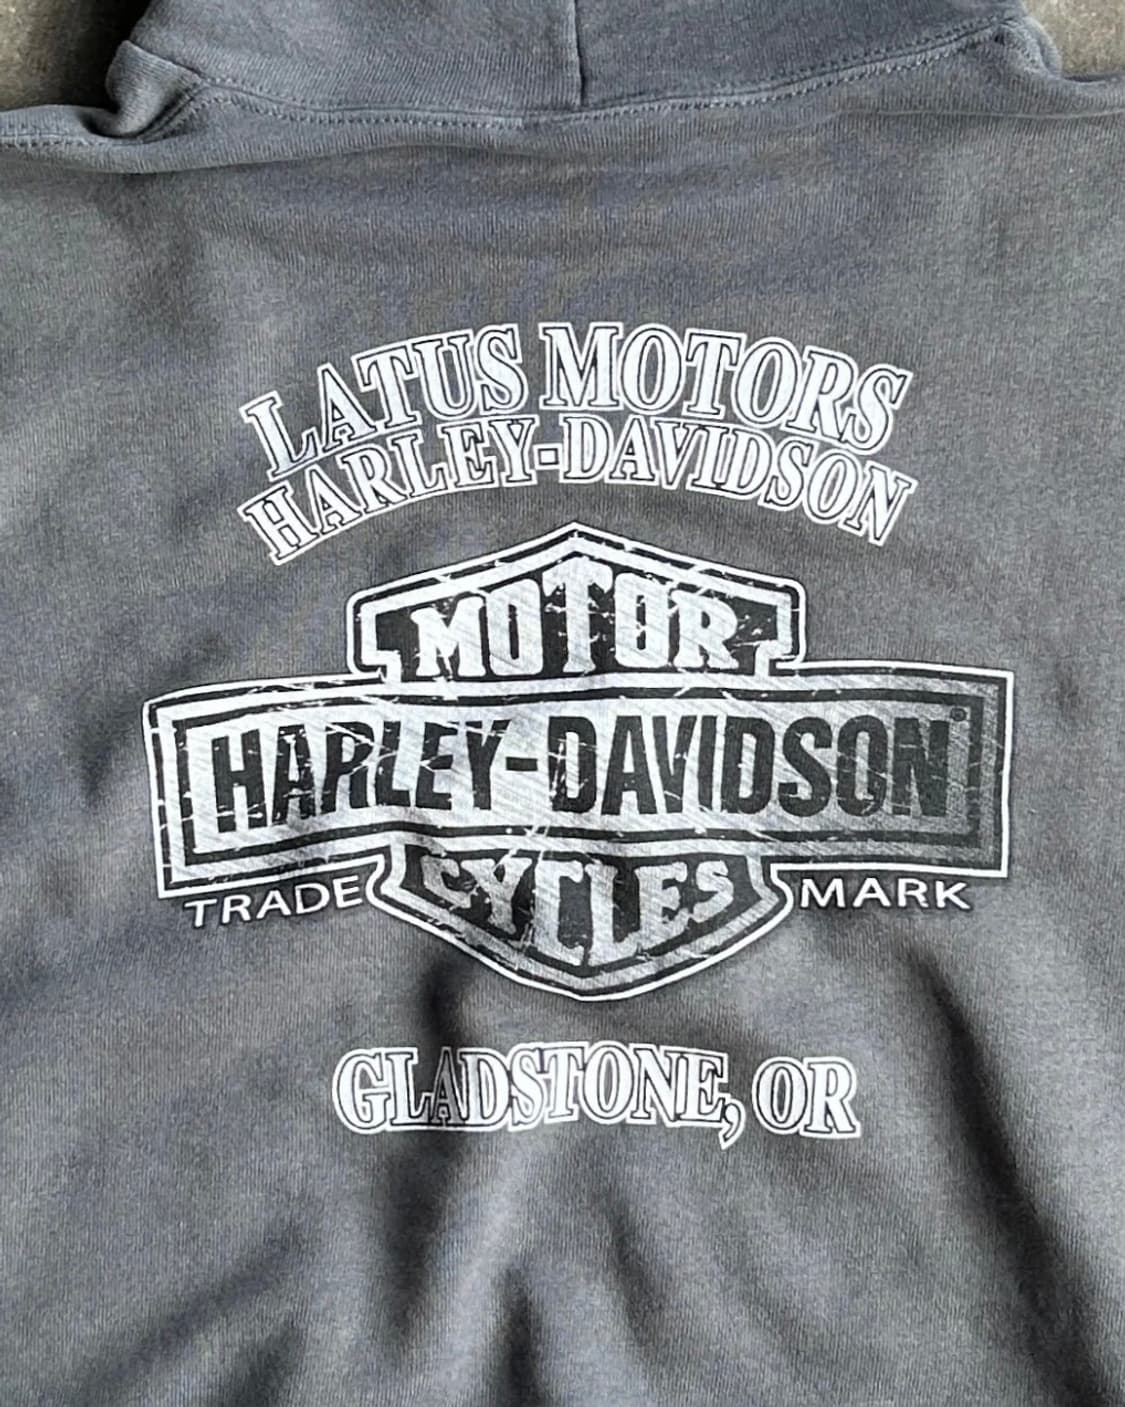 LATUS MOTORS
HARLEY-DAVIDSON
MOTOR
HARLEY-DAVIDSON®
CYCLES
TRADE MARK
GLADSTONE, OR